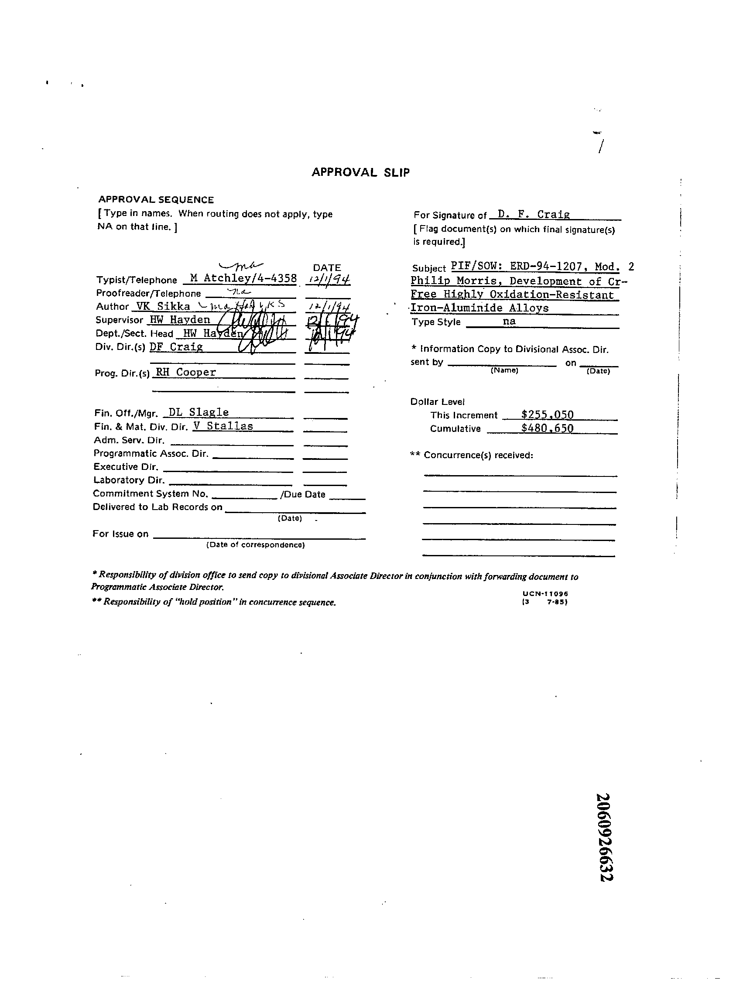 APPROVAL SLIP
APPROVAL SEQUENCE
[ Type in names. When routing does not apply, type
NA on that line. ]
ma
DATE
Typist/Telephone M Atchley/4-4358 12/1/94
Proofreader/Telephone na
Author VK Sikka ma for VKS 12/1/94
Supervisor HW Hayden 12/1/94
Dept./Sect. Head HW Hayden 12/1/94
Div. Dir.(s) DF Craig
Prog. Dir.(s) RH Cooper
Fin. Off./Mgr. DL Slagle
Fin. & Mat. Div. Dir. V Stallas
Adm. Serv. Dir.
Programmatic Assoc. Dir.
Executive Dir.
Laboratory Dir.
Commitment System No. /Due Date
Delivered to Lab Records on
(Date)
For Issue on
(Date of correspondence)
For Signature of D. F. Craig
[ Flag document(s) on which final signature(s)
is required.]
Subject PIF/SOW: ERD-94-1207, Mod. 2
Philip Morris, Development of Cr-
Free Highly Oxidation-Resistant
Iron-Aluminide Alloys
Type Style na
* Information Copy to Divisional Assoc. Dir.
sent by on
(Name) (Date)
Dollar Level
This Increment $255,050
Cumulative $480,650
** Concurrence(s) received:
* Responsibility of division office to send copy to divisional Associate Director in conjunction with forwarding document to
Programmatic Associate Director.
** Responsibility of "hold position" in concurrence sequence.
UCN-11096
(3 7-85)
2060926632